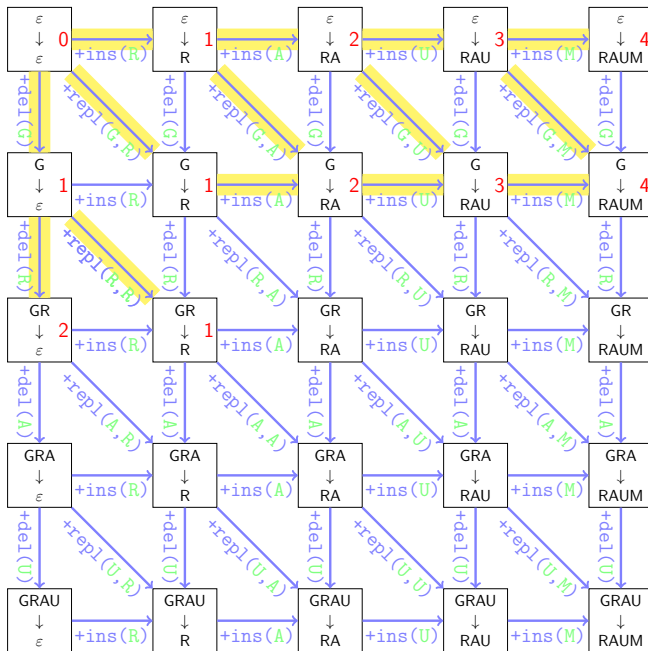 ε ε ε ε ε
↓ 0 ↓ 1 ↓ 2 ↓ 3 ↓ 4
ε +ins(R) R +ins(A) RA +ins(U) RAU +ins(M) RAUM
+del(G) +repl(G,R) +del(G) +repl(G,A) +del(G) +repl(G,U) +del(G) +repl(G,M) +del(G)
G G G G G
↓ 1 ↓ 1 ↓ 2 ↓ 3 ↓ 4
ε +ins(R) R +ins(A) RA +ins(U) RAU +ins(M) RAUM
+del(R) +repl(R,R) +del(R) +repl(R,A) +del(R) +repl(R,U) +del(R) +repl(R,M) +del(R)
GR GR GR GR GR
↓ 2 ↓ 1 ↓ ↓ ↓
ε +ins(R) R +ins(A) RA +ins(U) RAU +ins(M) RAUM
+del(A) +repl(A,R) +del(A) +repl(A,A) +del(A) +repl(A,U) +del(A) +repl(A,M) +del(A)
GRA GRA GRA GRA GRA
↓ ↓ ↓ ↓ ↓
ε +ins(R) R +ins(A) RA +ins(U) RAU +ins(M) RAUM
+del(U) +repl(U,R) +del(U) +repl(U,A) +del(U) +repl(U,U) +del(U) +repl(U,M) +del(U)
GRAU GRAU GRAU GRAU GRAU
↓ ↓ ↓ ↓ ↓
ε +ins(R) R +ins(A) RA +ins(U) RAU +ins(M) RAUM